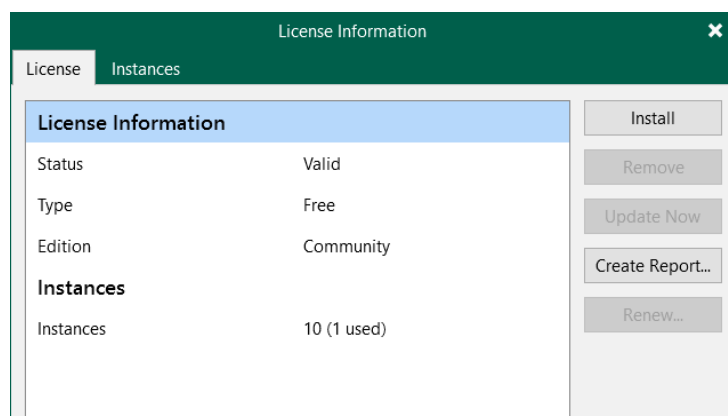 License Information
License Instances
License Information
Status Valid
Type Free
Edition Community
Instances
Instances 10 (1 used)
Install
Remove
Update Now
Create Report...
Renew...